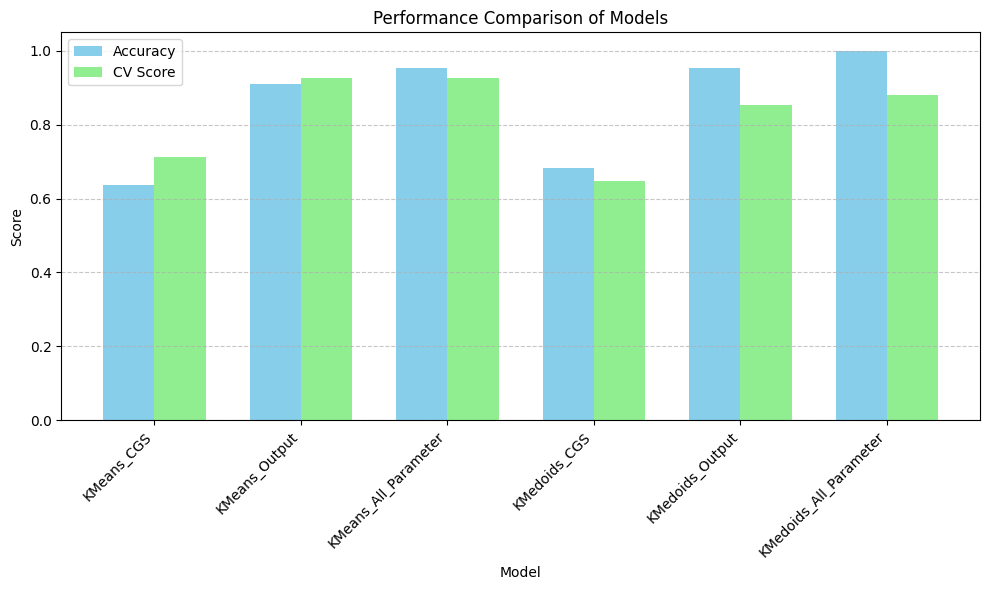 Performance Comparison of Models
Accuracy
CV Score
1.0
0.8
0.6
0.4
0.2
0.0
Score
KMeans_CGS
KMeans_Output
KMeans_All_Parameter
KMedoids_CGS
KMedoids_Output
KMedoids_All_Parameter
Model